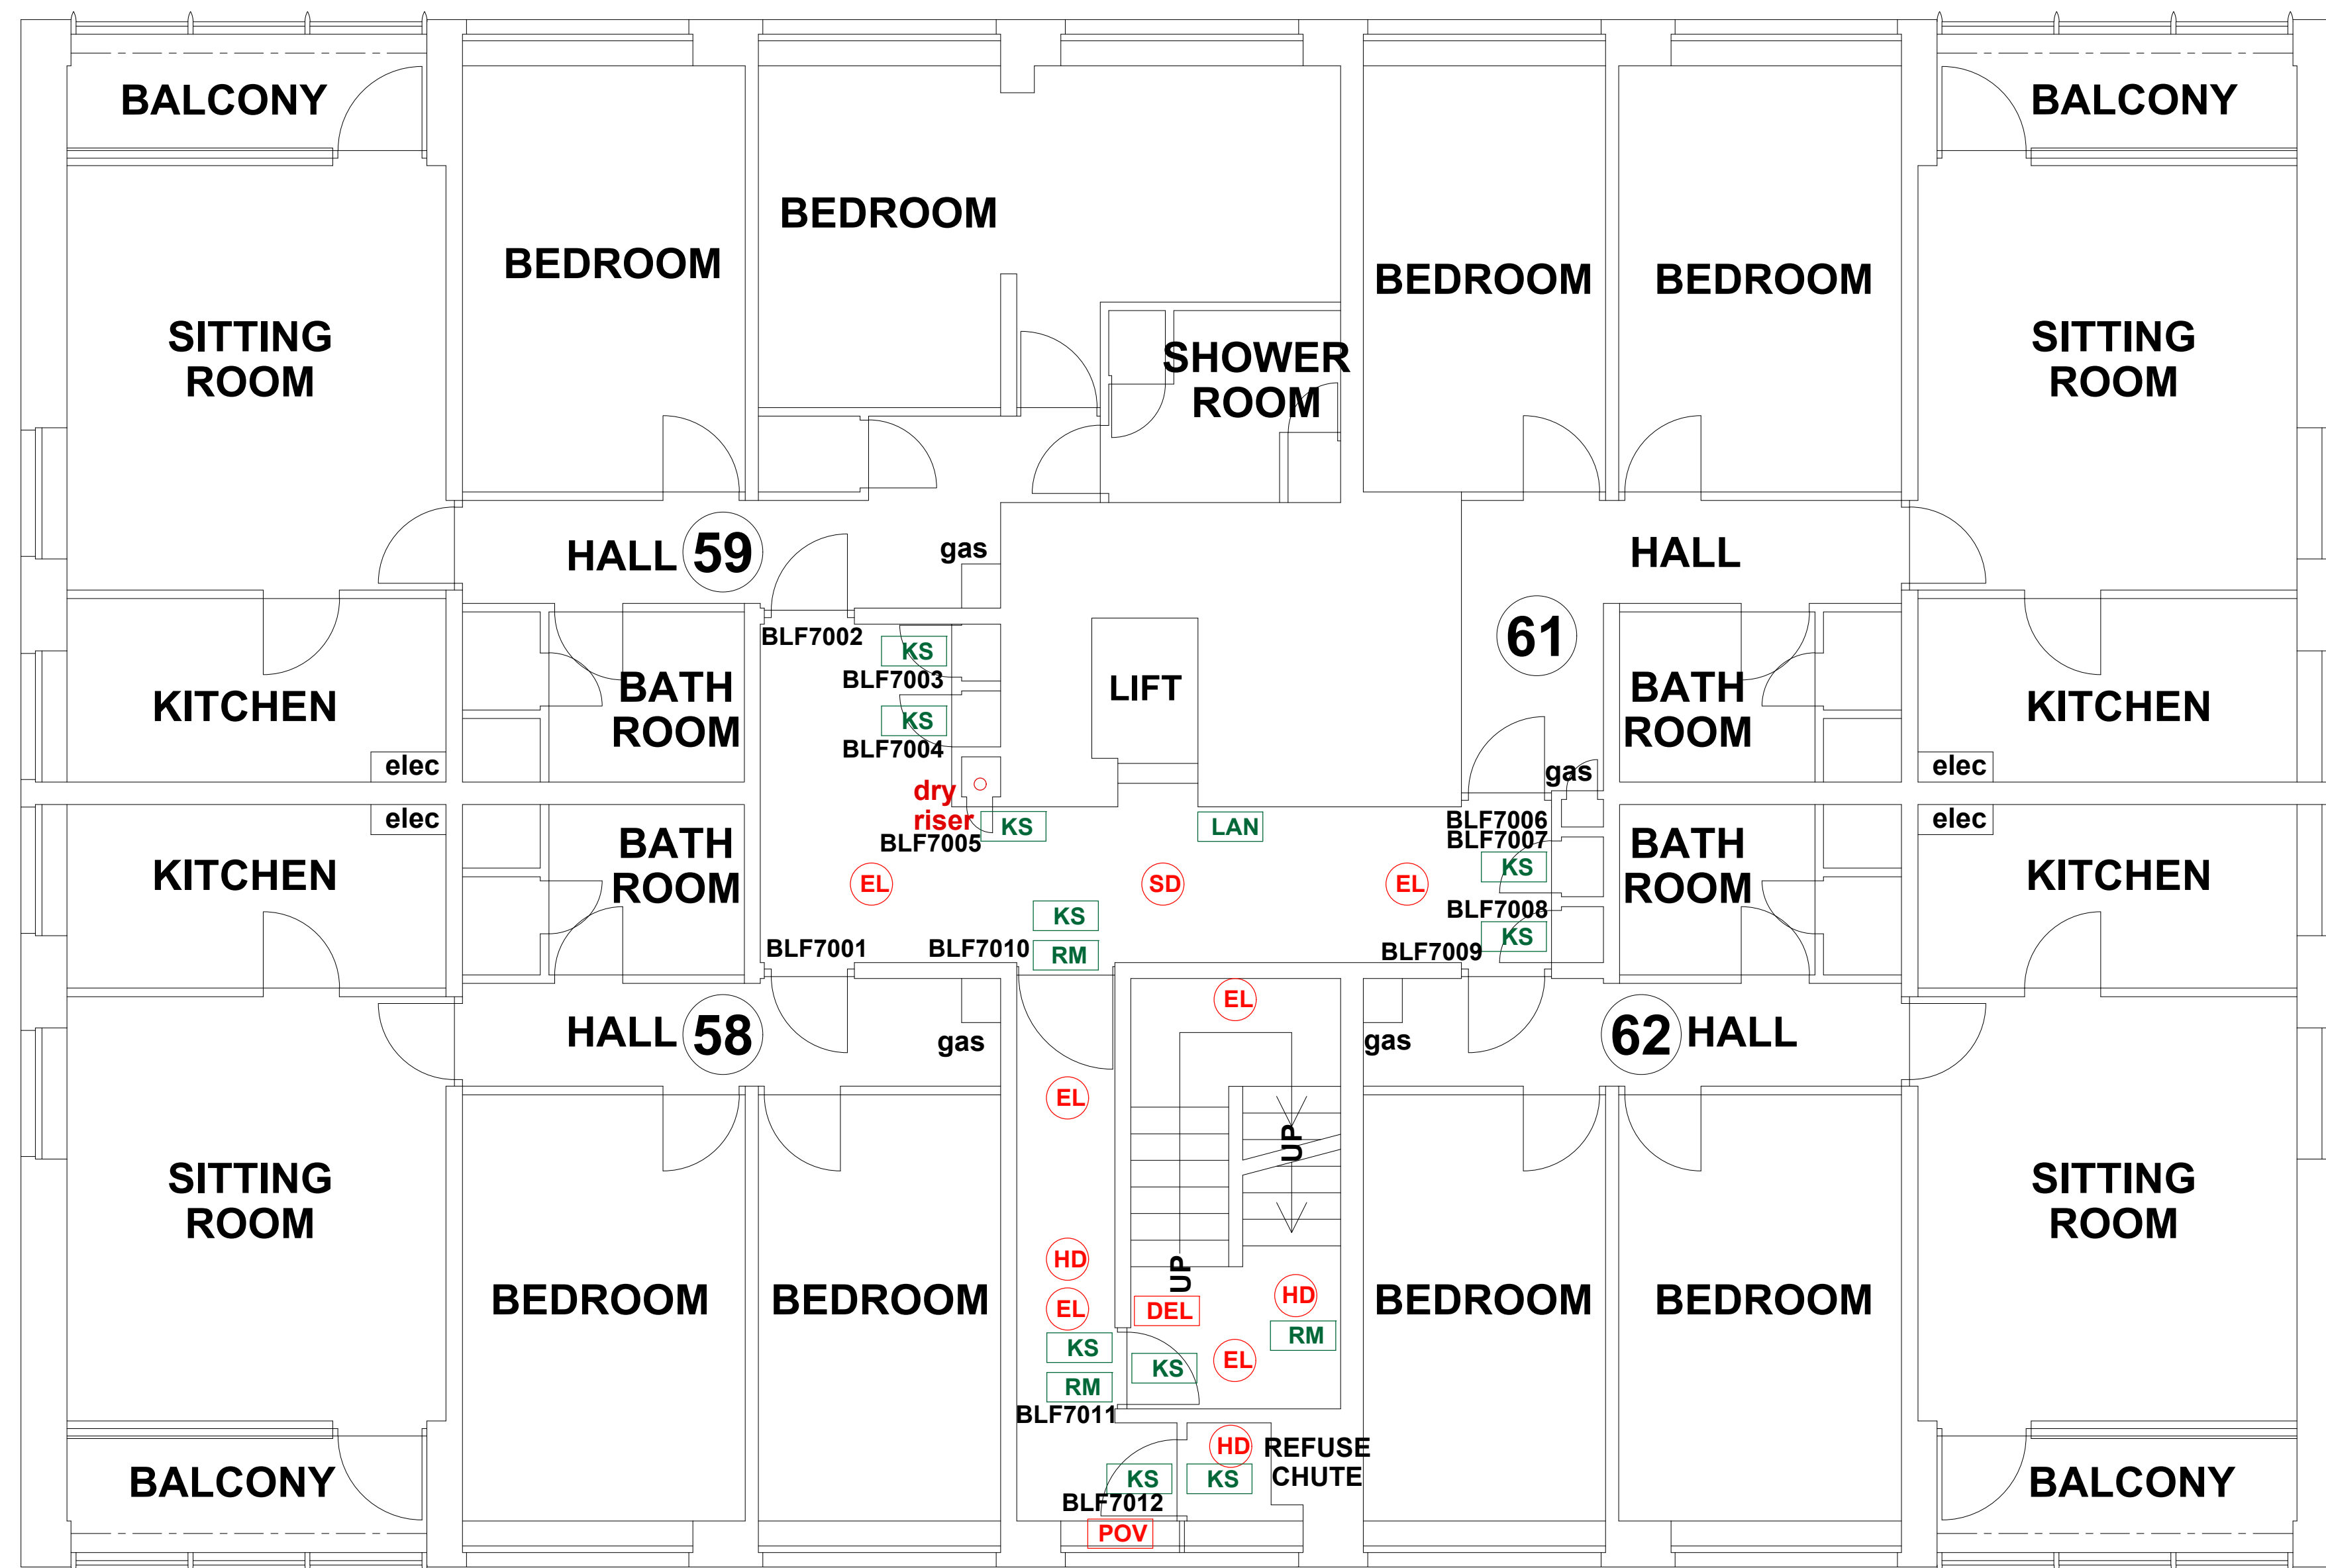 BALCONY
BALCONY
BEDROOM
BEDROOM
BEDROOM
BEDROOM
SITTING
ROOM
SHOWER
ROOM
SITTING
ROOM
HALL
59
gas
HALL
BLF7002
KS
61
BLF7003
KITCHEN
BATH
ROOM
KS
BLF7004
LIFT
BATH
ROOM
KITCHEN
elec
dry
riser
gas
elec
elec
KS
LAN
BLF7005
BLF7006
BLF7007
KS
elec
KITCHEN
BATH
ROOM
EL
SD
EL
BATH
ROOM
KITCHEN
KS
BLF7008
KS
BLF7001
BLF7010
RM
BLF7009
EL
HALL
58
gas
gas
62
HALL
EL
UP
SITTING
ROOM
SITTING
ROOM
HD
UP
BEDROOM
BEDROOM
EL
DEL
HD
BEDROOM
BEDROOM
RM
KS
KS
EL
RM
BLF7011
HD
REFUSE
CHUTE
BALCONY
KS
KS
BALCONY
BLF7012
POV